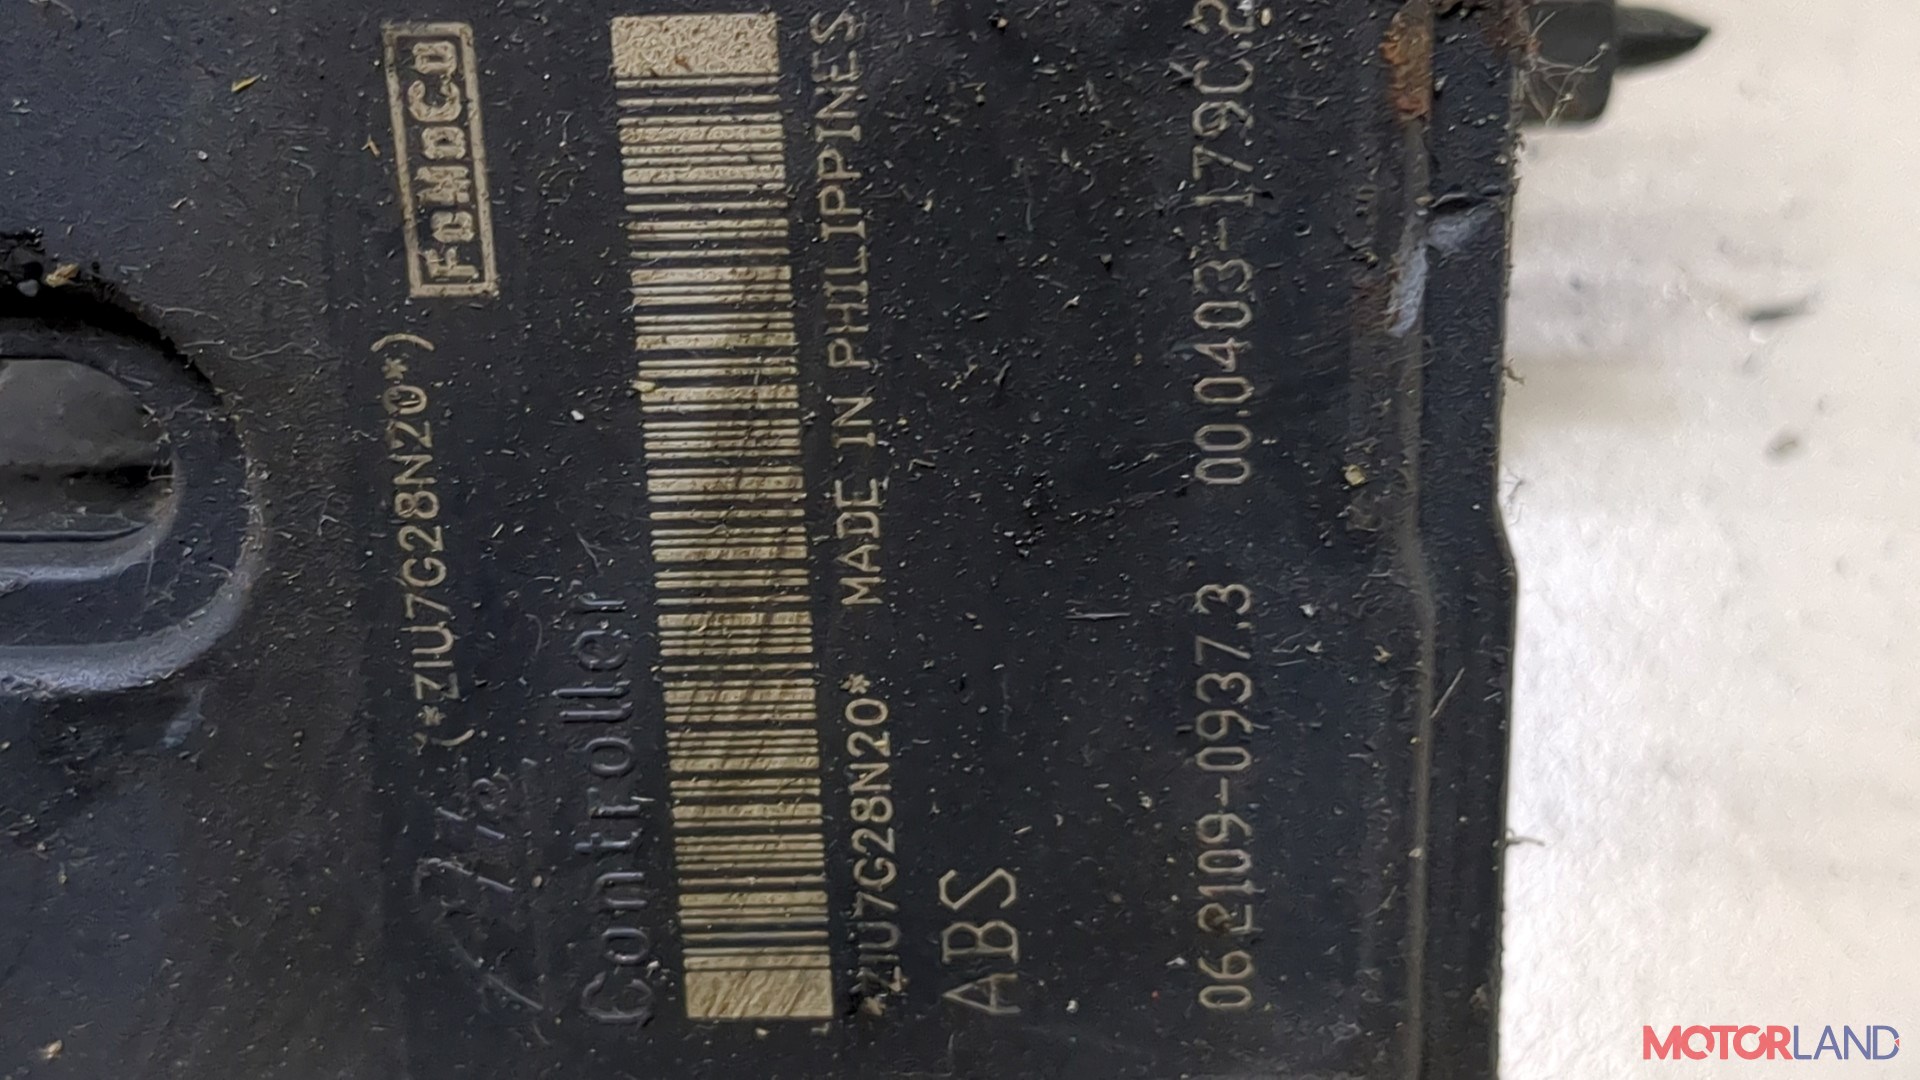 FoMoCo
(*ZIU7G28N20*)
Controller
*ZIU7G28N20* MADE IN PHILIPPINES
ABS
06.2109-0937.3 00.0403-179C.2
MOTORLAND